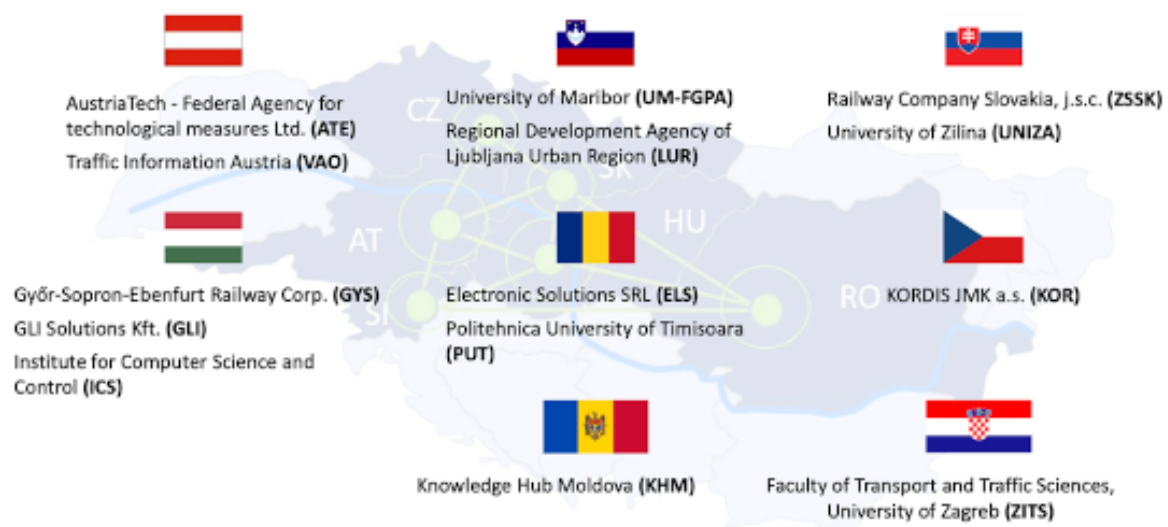 AustriaTech - Federal Agency for
technological measures Ltd. (ATE)
Traffic Information Austria (VAO)
University of Maribor (UM-FGPA)
Regional Development Agency of
Ljubljana Urban Region (LUR)
Railway Company Slovakia, j.s.c. (ZSSK)
University of Zilina (UNIZA)
CZ
SK
AT
HU
SI
RO
Győr-Sopron-Ebenfurt Railway Corp. (GYS)
GLI Solutions Kft. (GLI)
Institute for Computer Science and
Control (ICS)
Electronic Solutions SRL (ELS)
Politehnica University of Timisoara
(PUT)
KORDIS JMK a.s. (KOR)
Knowledge Hub Moldova (KHM)
Faculty of Transport and Traffic Sciences,
University of Zagreb (ZITS)